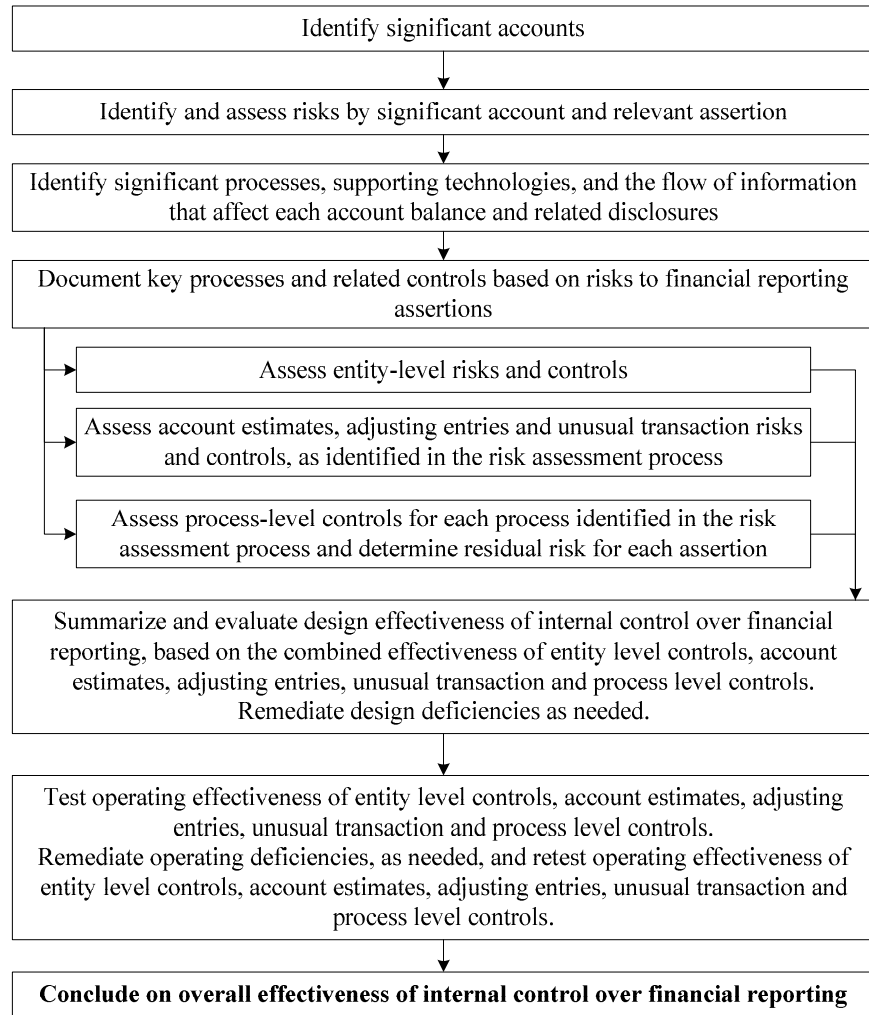 Identify significant accounts
Identify and assess risks by significant account and relevant assertion
Identify significant processes, supporting technologies, and the flow of information
that affect each account balance and related disclosures
Document key processes and related controls based on risks to financial reporting
assertions
Assess entity-level risks and controls
Assess account estimates, adjusting entries and unusual transaction risks
and controls, as identified in the risk assessment process
Assess process-level controls for each process identified in the risk
assessment process and determine residual risk for each assertion
Summarize and evaluate design effectiveness of internal control over financial
reporting, based on the combined effectiveness of entity level controls, account
estimates, adjusting entries, unusual transaction and process level controls.
Remediate design deficiencies as needed.
Test operating effectiveness of entity level controls, account estimates, adjusting
entries, unusual transaction and process level controls.
Remediate operating deficiencies, as needed, and retest operating effectiveness of
entity level controls, account estimates, adjusting entries, unusual transaction and
process level controls.
Conclude on overall effectiveness of internal control over financial reporting